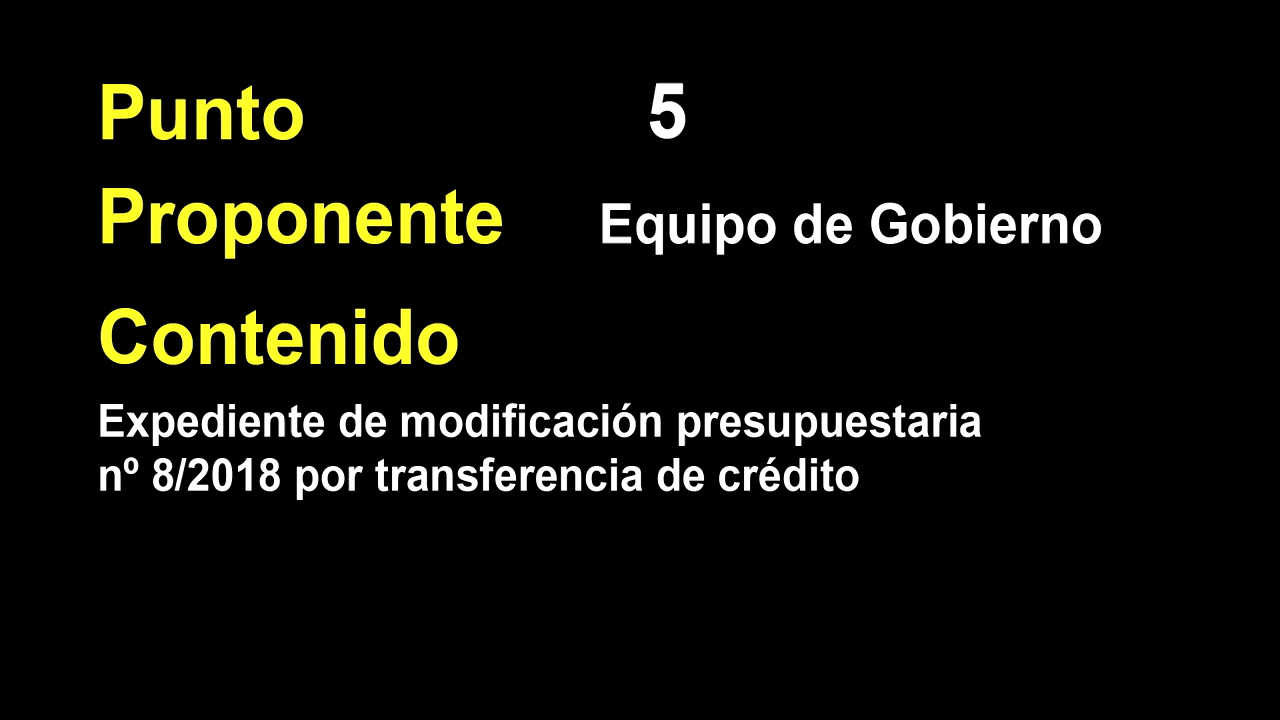 Punto 5
Proponente Equipo de Gobierno
Contenido
Expediente de modificación presupuestaria
nº 8/2018 por transferencia de crédito